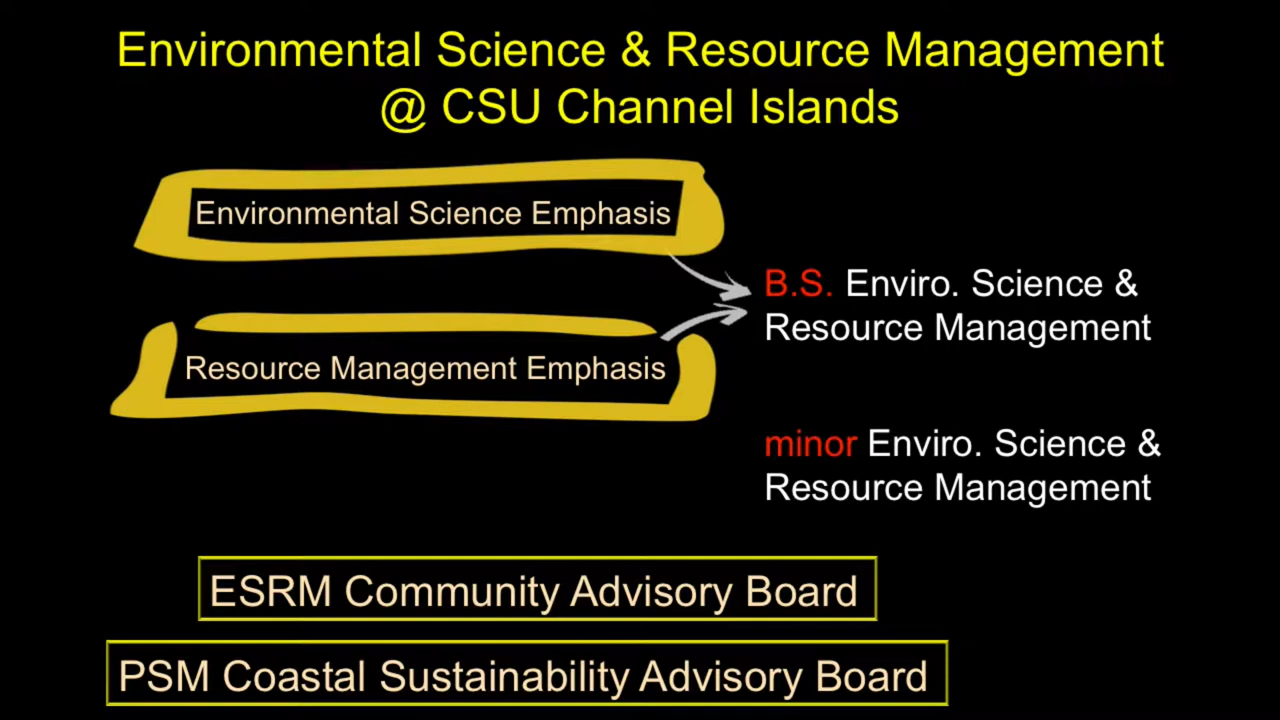 Environmental Science & Resource Management
@ CSU Channel Islands
Environmental Science Emphasis
B.S. Enviro. Science &
Resource Management
Resource Management Emphasis
minor Enviro. Science &
Resource Management
ESRM Community Advisory Board
PSM Coastal Sustainability Advisory Board